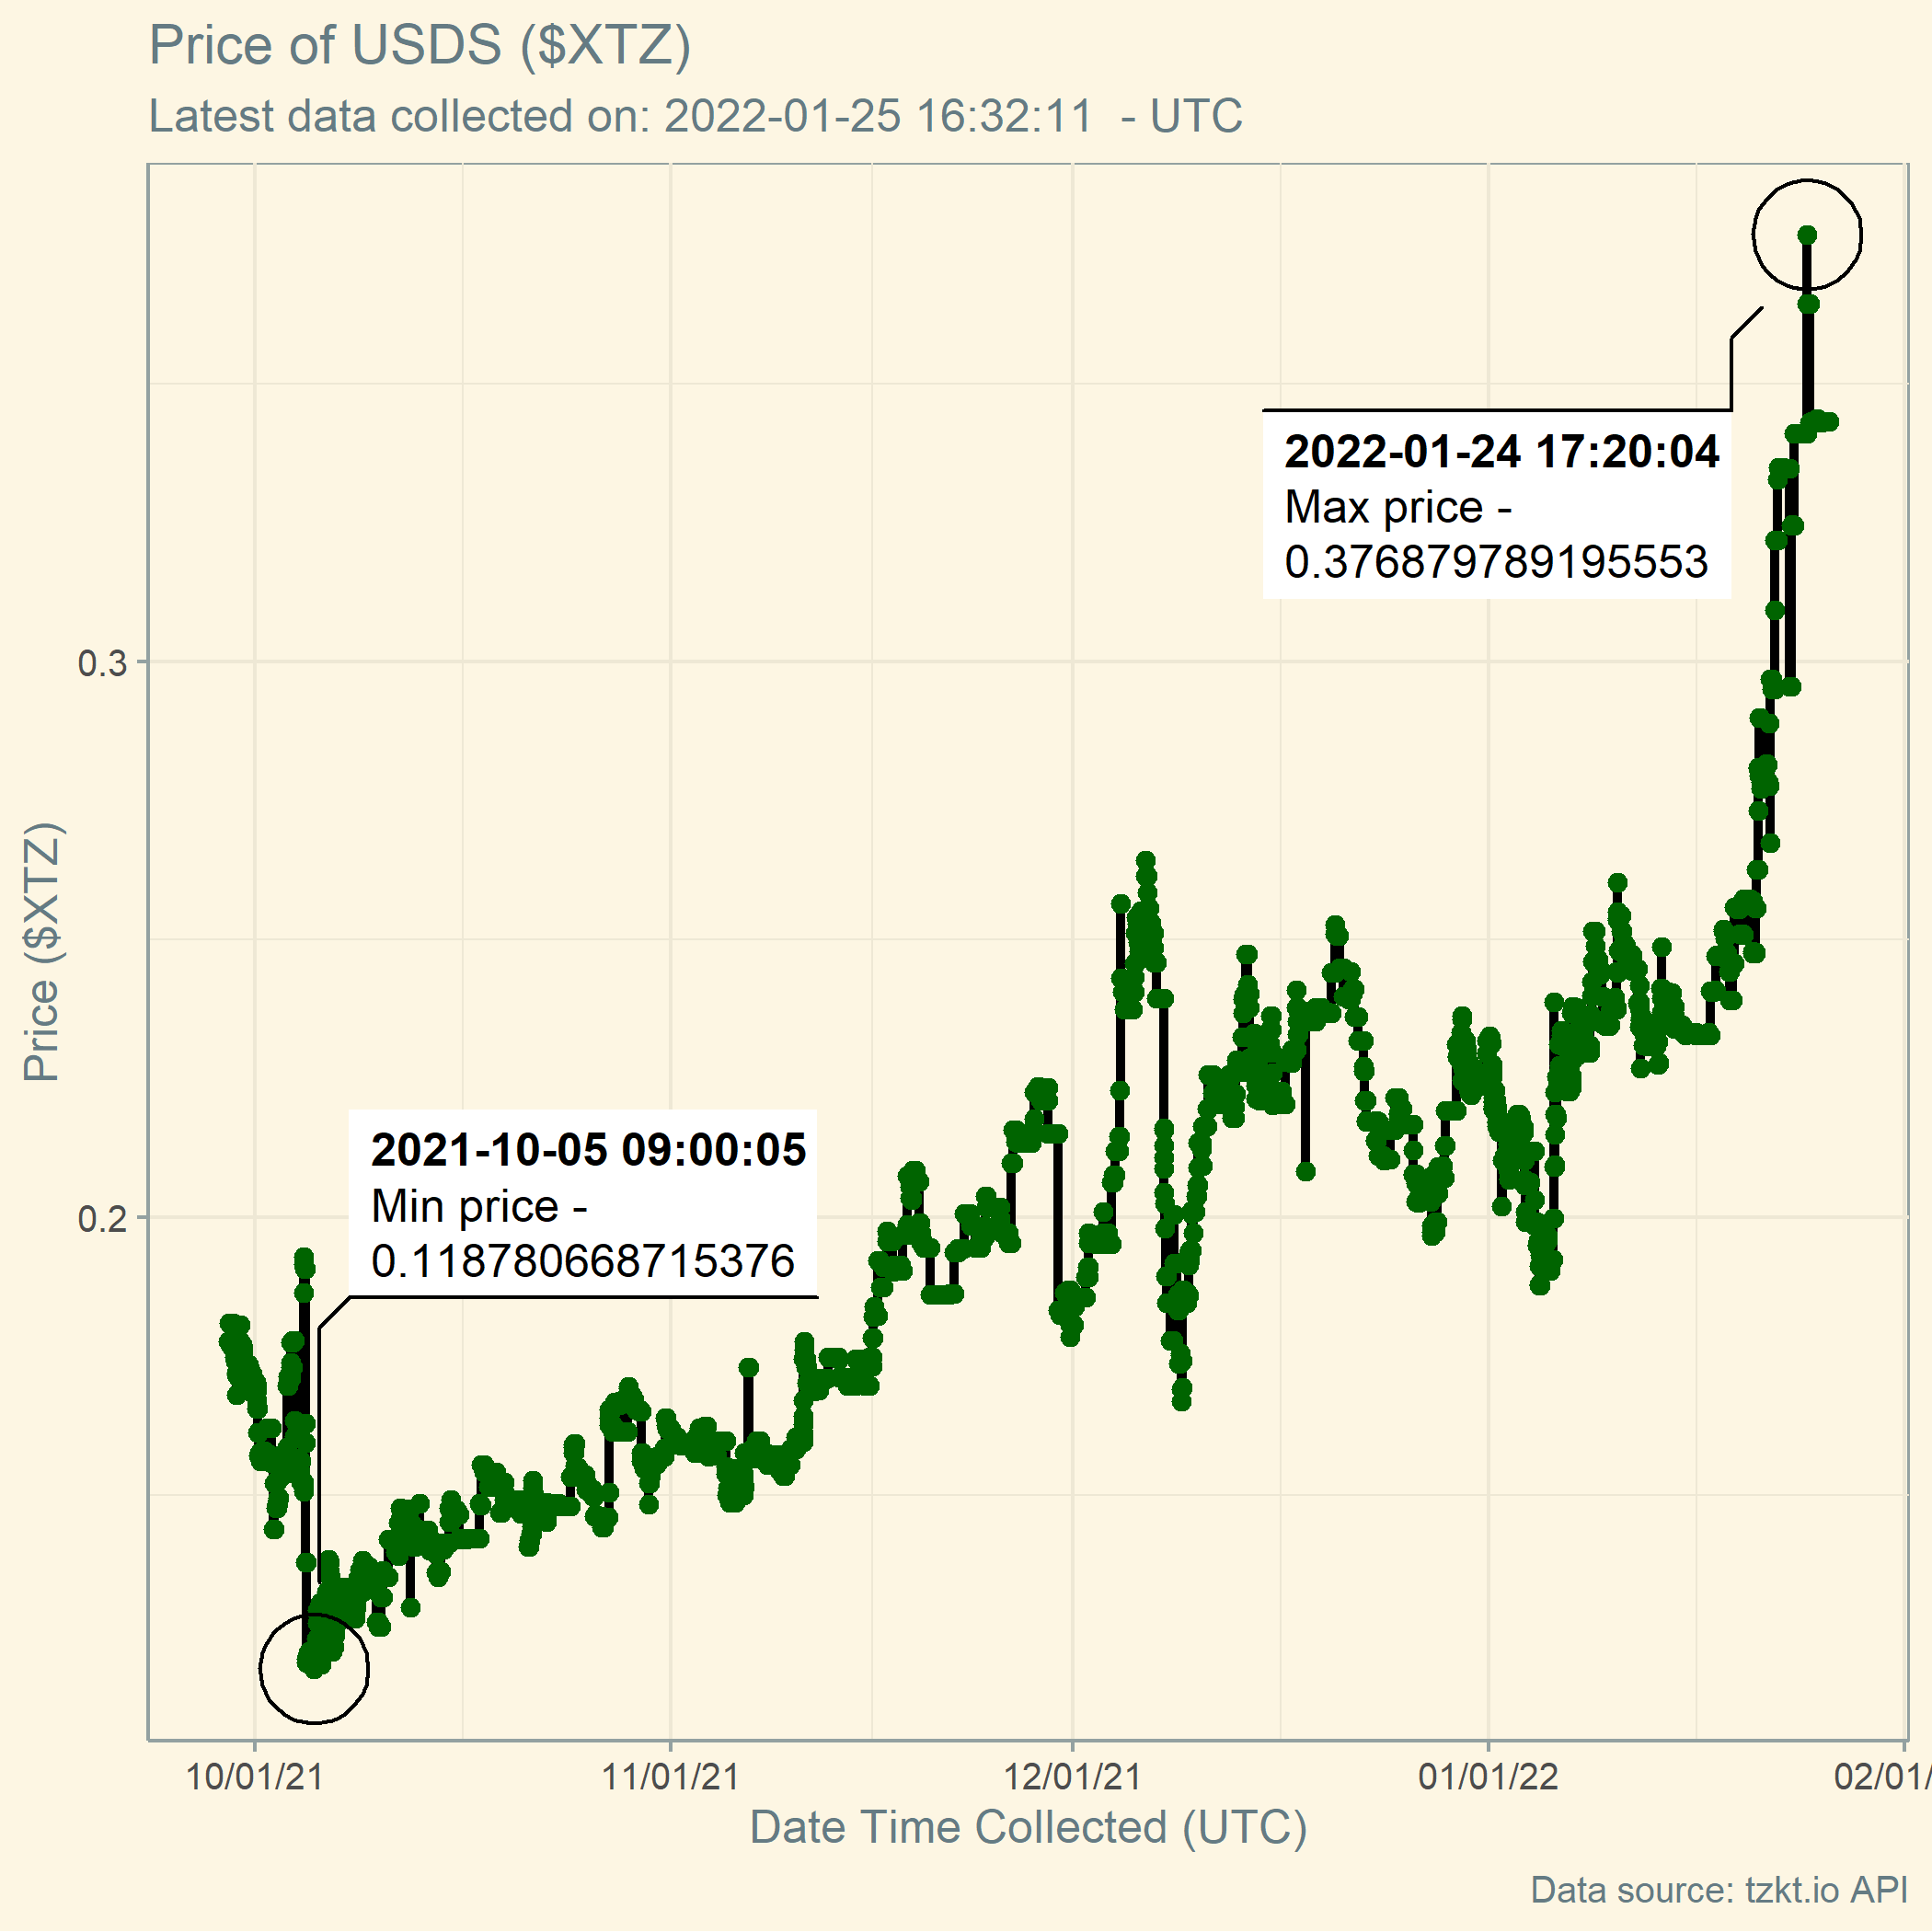 Price of USDS ($XTZ)
Latest data collected on: 2022-01-25 16:32:11  - UTC
2022-01-24 17:20:04
Max price -
0.376879789195553
0.3
Price ($XTZ)
2021-10-05 09:00:05
Min price -
0.118780668715376
0.2
10/01/21
11/01/21
12/01/21
01/01/22
02/01/
Date Time Collected (UTC)
Data source: tzkt.io API